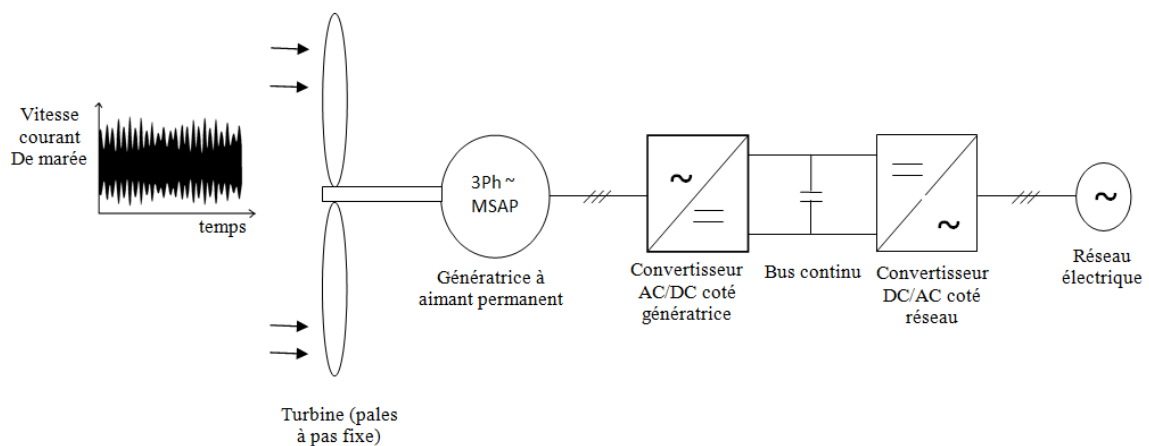 Vitesse
courant
De marée
temps
3Ph ~
MSAP
Génératrice à
aimant permanent
Convertisseur
AC/DC coté
génératrice
Bus continu
Convertisseur
DC/AC coté
réseau
Réseau
électrique
Turbine (pales
à pas fixe)